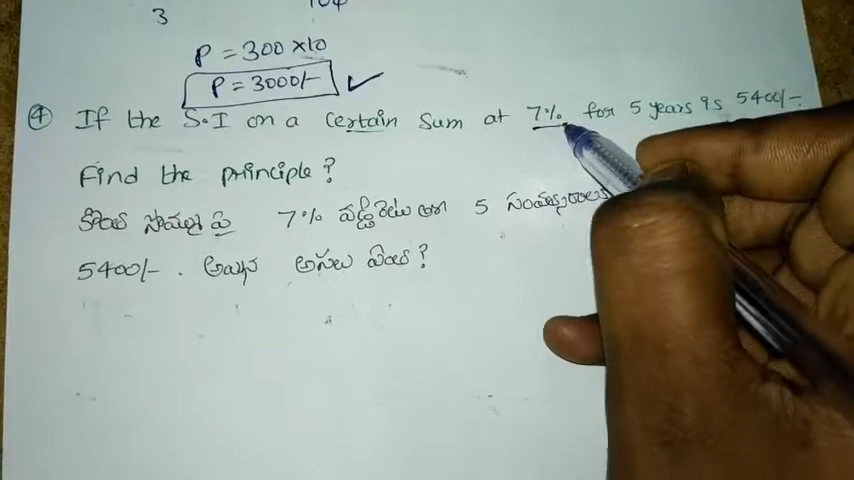 3
P = 300 ×10
P = 3000/- ✓
④ If the S.I on a certain sum at 7% for 5 years is 5400/-.
Find the principle?
కొంత సొమ్ము పై 7% వడ్డీరేటు 5
5400/- . అయిన అసలు ఎంత?